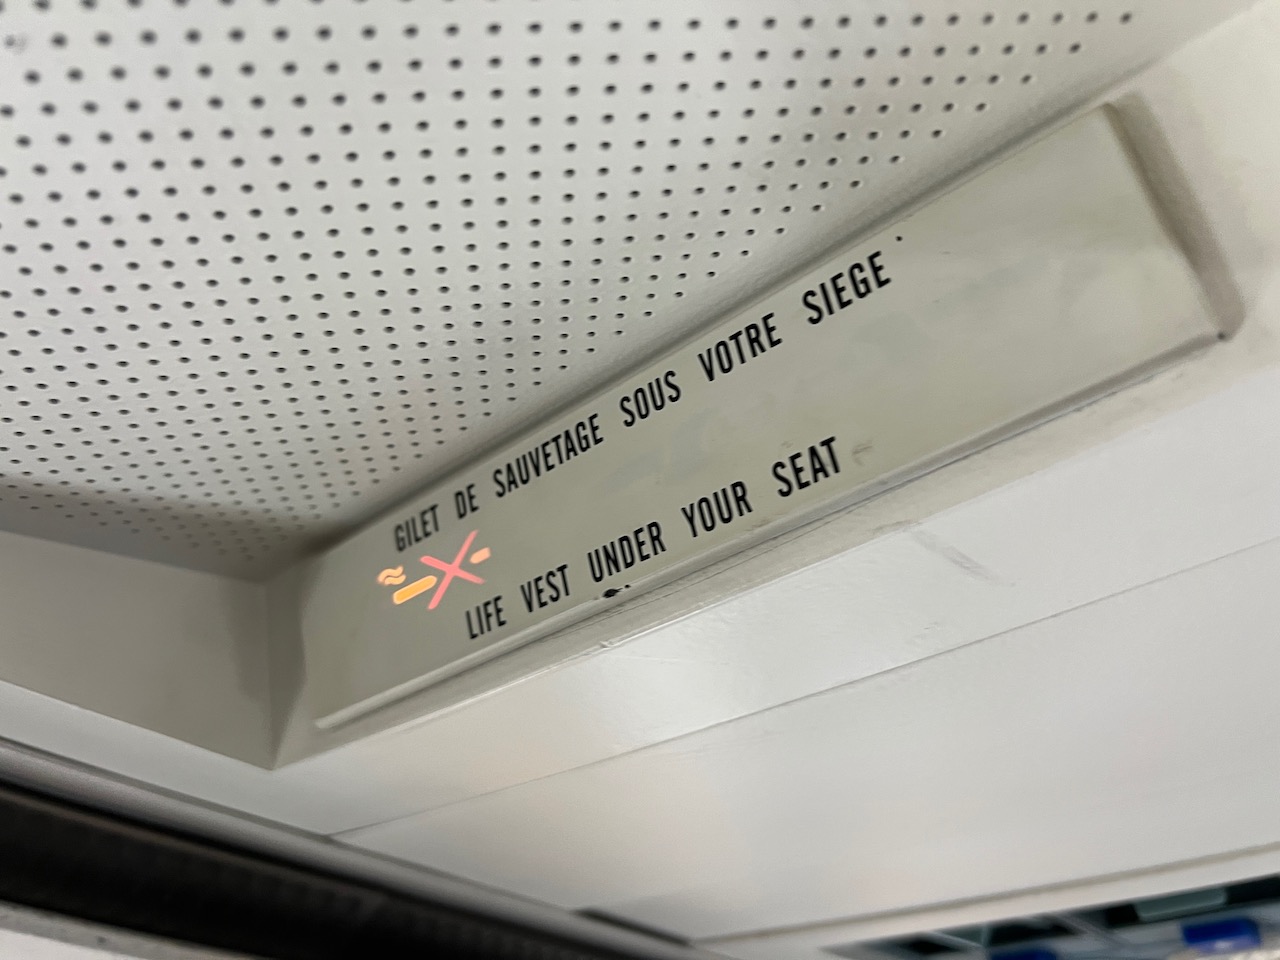 GILET DE SAUVETAGE SOUS VOTRE SIEGE
LIFE VEST UNDER YOUR SEAT